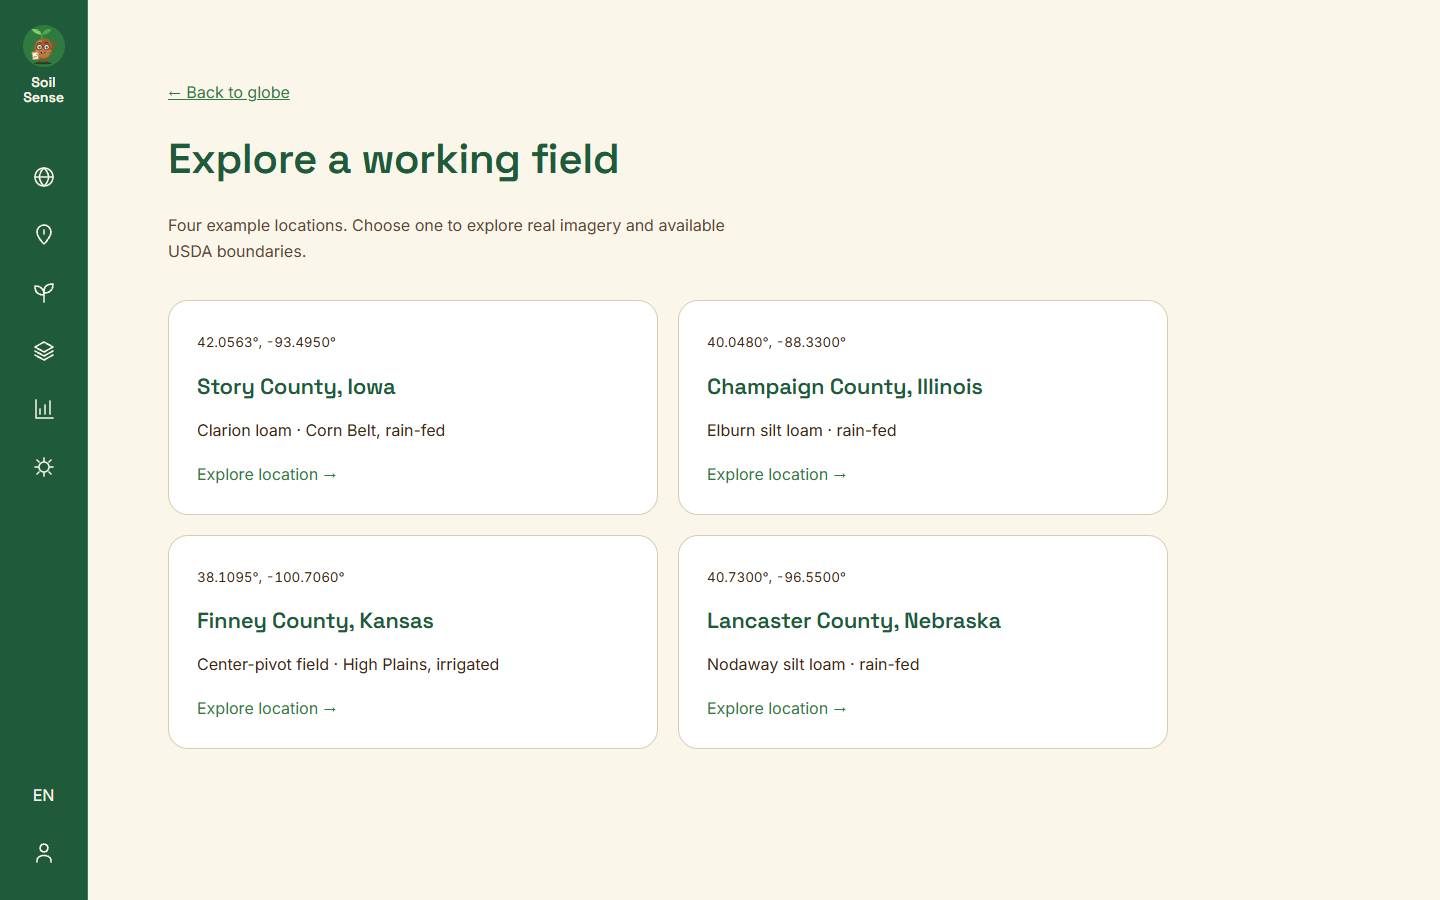 Soil
Sense
← Back to globe
Explore a working field
Four example locations. Choose one to explore real imagery and available
USDA boundaries.
42.0563°, -93.4950°
Story County, Iowa
Clarion loam · Corn Belt, rain-fed
Explore location →
40.0480°, -88.3300°
Champaign County, Illinois
Elburn silt loam · rain-fed
Explore location →
38.1095°, -100.7060°
Finney County, Kansas
Center-pivot field · High Plains, irrigated
Explore location →
40.7300°, -96.5500°
Lancaster County, Nebraska
Nodaway silt loam · rain-fed
Explore location →
EN